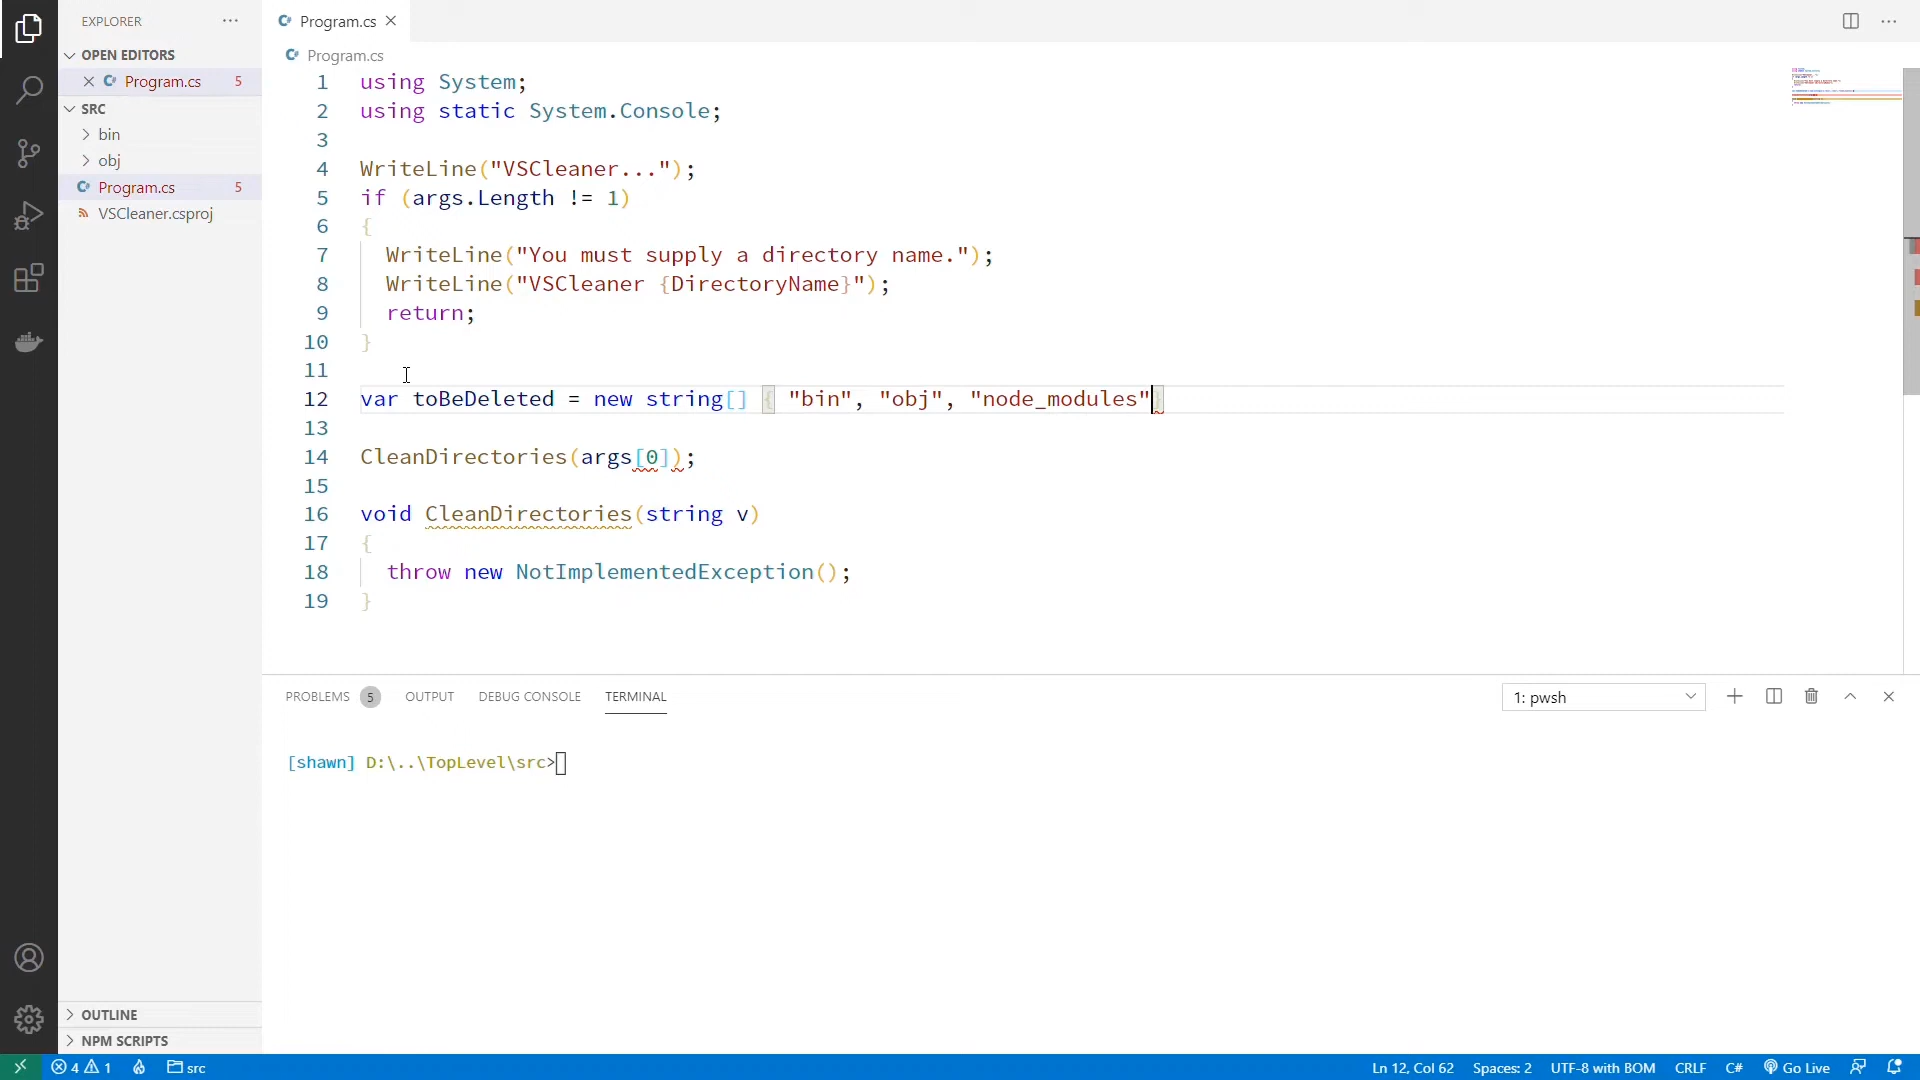 EXPLORER
Program.cs
OPEN EDITORS
Program.cs 5
SRC
bin
obj
Program.cs 5
VSCleaner.csproj
OUTLINE
NPM SCRIPTS
Program.cs
1 using System;
2 using static System.Console;
3
4 WriteLine("VSCleaner...");
5 if (args.Length != 1)
6 {
7 WriteLine("You must supply a directory name.");
8 WriteLine("VSCleaner {DirectoryName}");
9 return;
10 }
11
12 var toBeDeleted = new string[] { "bin", "obj", "node_modules"}
13
14 CleanDirectories(args[0]);
15
16 void CleanDirectories(string v)
17 {
18 throw new NotImplementedException();
19 }
PROBLEMS 5 OUTPUT DEBUG CONSOLE TERMINAL
1: pwsh
[shawn] D:\..\TopLevel\src>
4 1 src Ln 12, Col 62 Spaces: 2 UTF-8 with BOM CRLF C# Go Live